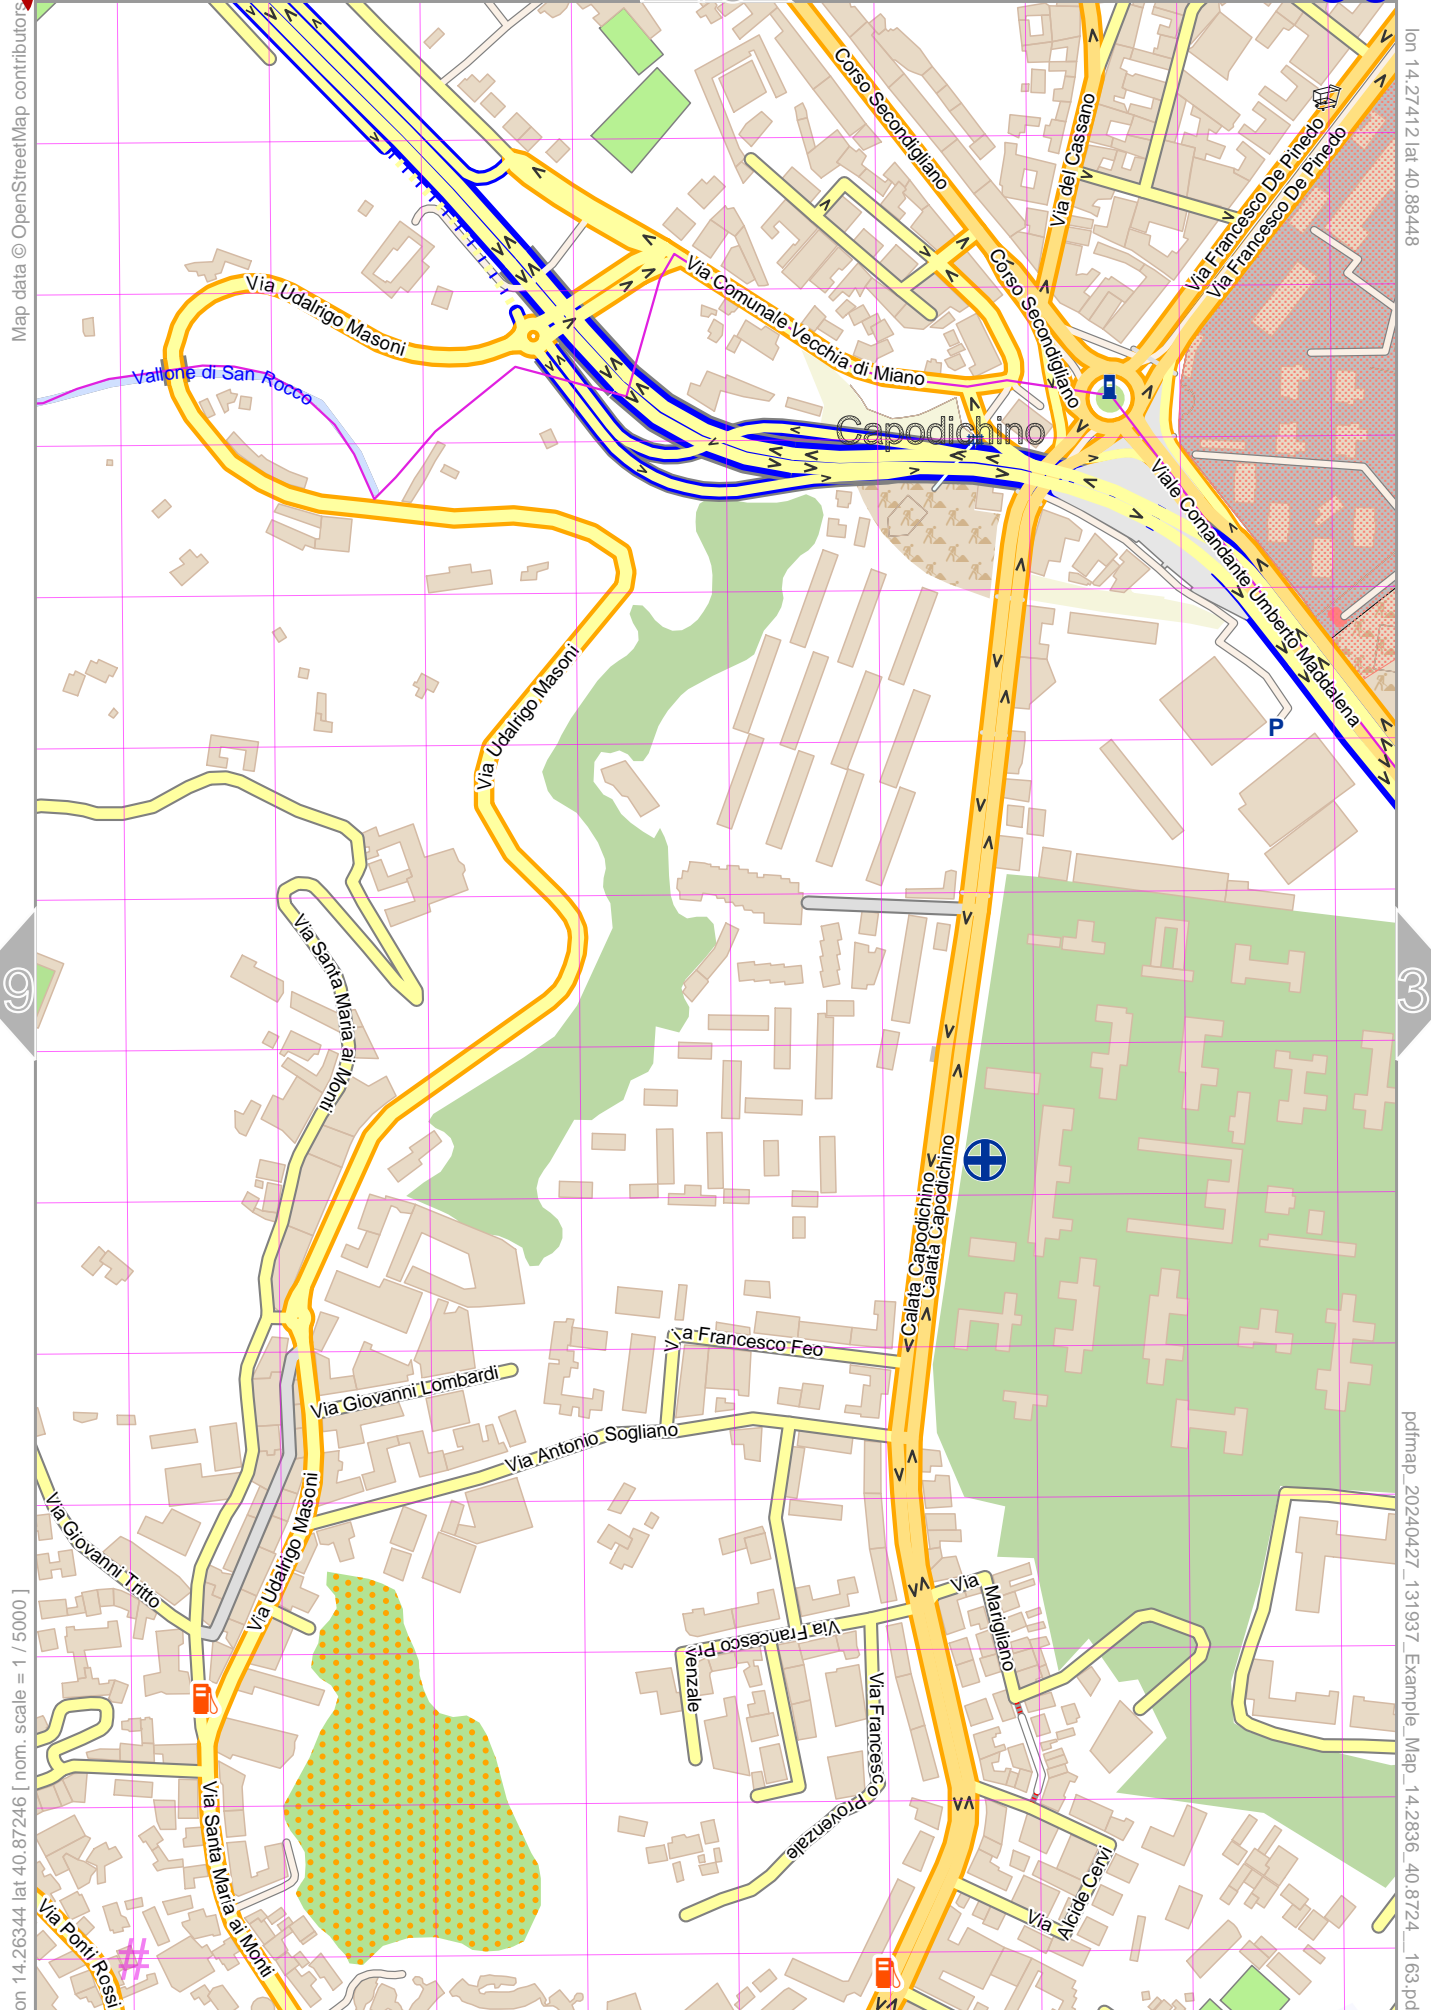 Map data © OpenStreetMap contributors
lon 14.27412 lat 40.88448
Corso Secondigliano
Via del Cassano
Via Francesco De Pinedo
Via Francesco De Pinedo
Via Udalrigo Masoni
Via Comunale Vecchia di Miano
Corso Secondigliano
Vallone di San Rocco
Capodichino
Viale Comandante Umberto Maddalena
Via Udalrigo Masoni
P
Via Santa Maria ai Monti
9
3
Calata Capodichino
Calata Capodichino
Via Francesco Feo
Via Giovanni Lombardi
Via Antonio Sogliano
Via Udalrigo Masoni
Via Giovanni Tritto
Via Marigliano
Via Francesco Provenzale
Via Francesco Provenzale
Via Santa Maria ai Monti
Via Alcide Cervi
Via Ponti Rossi
#
on 14.26344 lat 40.87246 [ nom. scale = 1 / 5000 ]
pdfmap_20240427_131937_Example_Map_14.2836_40.8724__163.pd